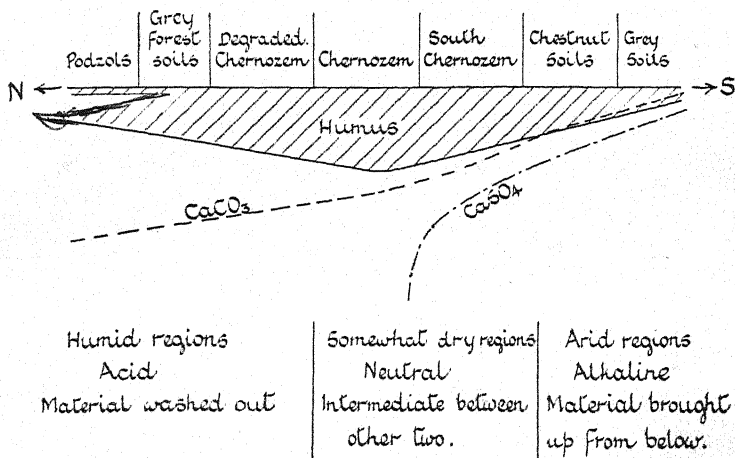 Podzols
Grey
Forest
soils
Degraded.
Chernozem
Chernozem
South
Chernozem
Chestnut
Soils
Grey
Soils
N
S
Humus
CaCO3
CaSO4
Humid regions
Acid
Material washed out
Somewhat dry regions
Neutral
Intermediate between
other two.
Arid regions
Alkaline
Material brought
up from below.